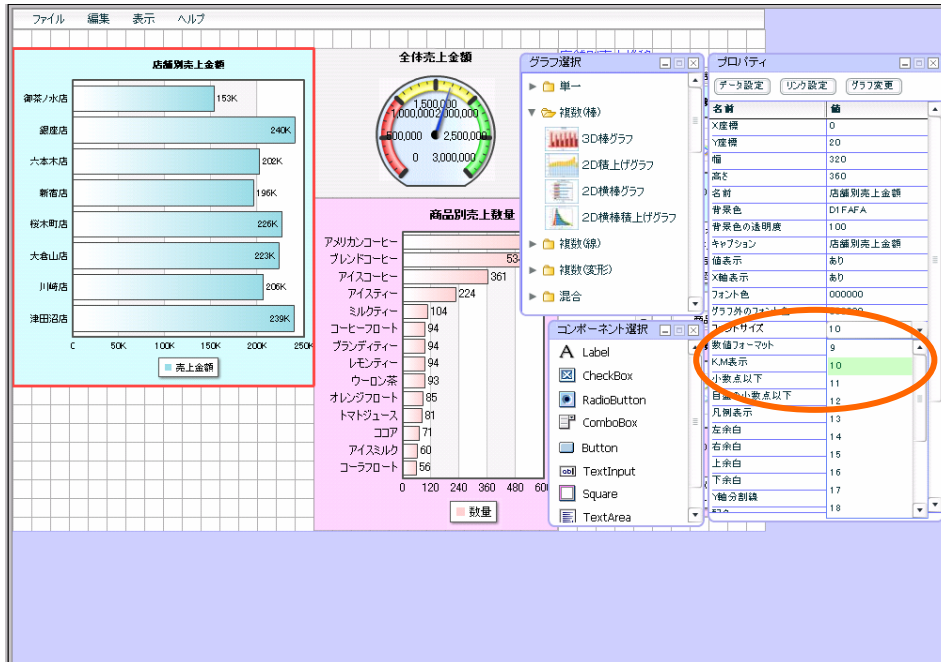 ファイル 編集 表示 ヘルプ
店舗別売上金額
御茶ノ水店 153K
銀座店 240K
六本木店 202K
新宿店 196K
桜木町店 226K
大倉山店 223K
川崎店 206K
津田沼店 239K
0 50K 100K 150K 200K 250K
売上金額
全体売上金額
1,500,000
1,000,000 2,000,000
500,000 2,500,000
0 3,000,000
商品別売上数量
アメリカンコーヒー
ブレンドコーヒー
アイスコーヒー 361
アイスティー 224
ミルクティー 104
コーヒーフロート 94
ブランディティー 94
レモンティー 94
ウーロン茶 93
オレンジフロート 85
トマトジュース 81
ココア 71
アイスミルク 60
コーラフロート 56
0 120 240 360 480
数量
グラフ選択
単一
複数(棒)
3D棒グラフ
2D積上げグラフ
2D横棒グラフ
2D横棒積上げグラフ
複数(線)
複数(変形)
混合
コンポーネント選択
Label
CheckBox
RadioButton
ComboBox
Button
TextInput
Square
TextArea
プロパティ
データ設定 リンク設定 グラフ変更
名前 値
X座標 0
Y座標 20
幅 320
高さ 360
名前 店舗別売上金額
背景色 D1FAFA
背景色の透明度 100
キャプション 店舗別売上金額
値表示 あり
X軸表示 あり
フォント色 000000
グラフ外のフォント色
フォントサイズ 10
数値フォーマット 9
K,M表示 10
小数点以下 11
目盛の小数点以下 12
凡例表示 13
左余白 14
右余白 15
上余白 16
下余白 17
Y軸分割線 18